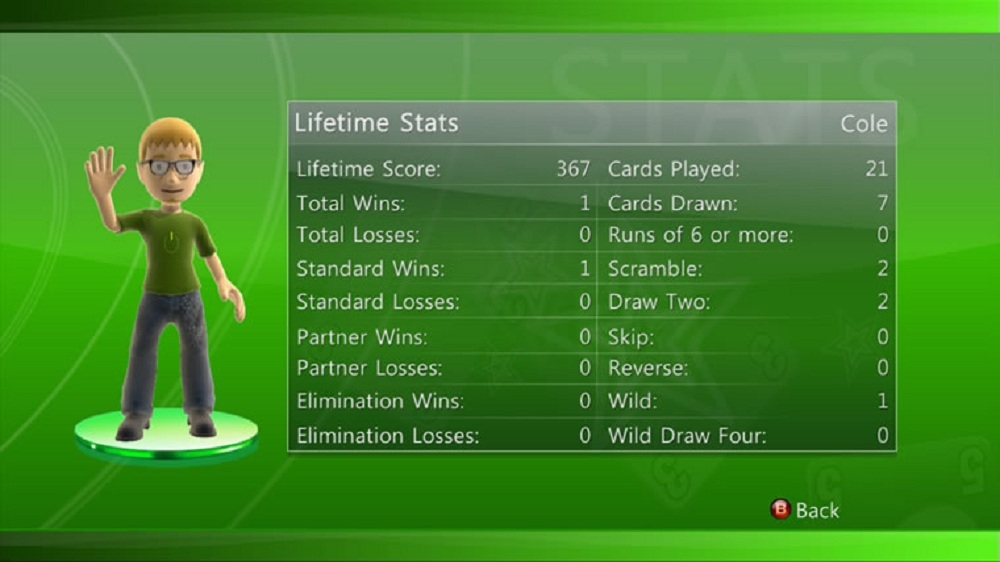 STATS
Lifetime Stats Cole
Lifetime Score: 367 Cards Played: 21
Total Wins: 1 Cards Drawn: 7
Total Losses: 0 Runs of 6 or more: 0
Standard Wins: 1 Scramble: 2
Standard Losses: 0 Draw Two: 2
Partner Wins: 0 Skip: 0
Partner Losses: 0 Reverse: 0
Elimination Wins: 0 Wild: 1
Elimination Losses: 0 Wild Draw Four: 0
B Back